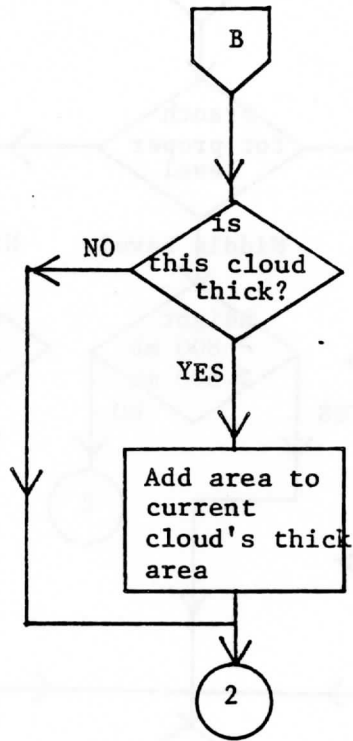 B
is
this cloud
thick?
NO
YES
Add area to
current
cloud's thick
area
2